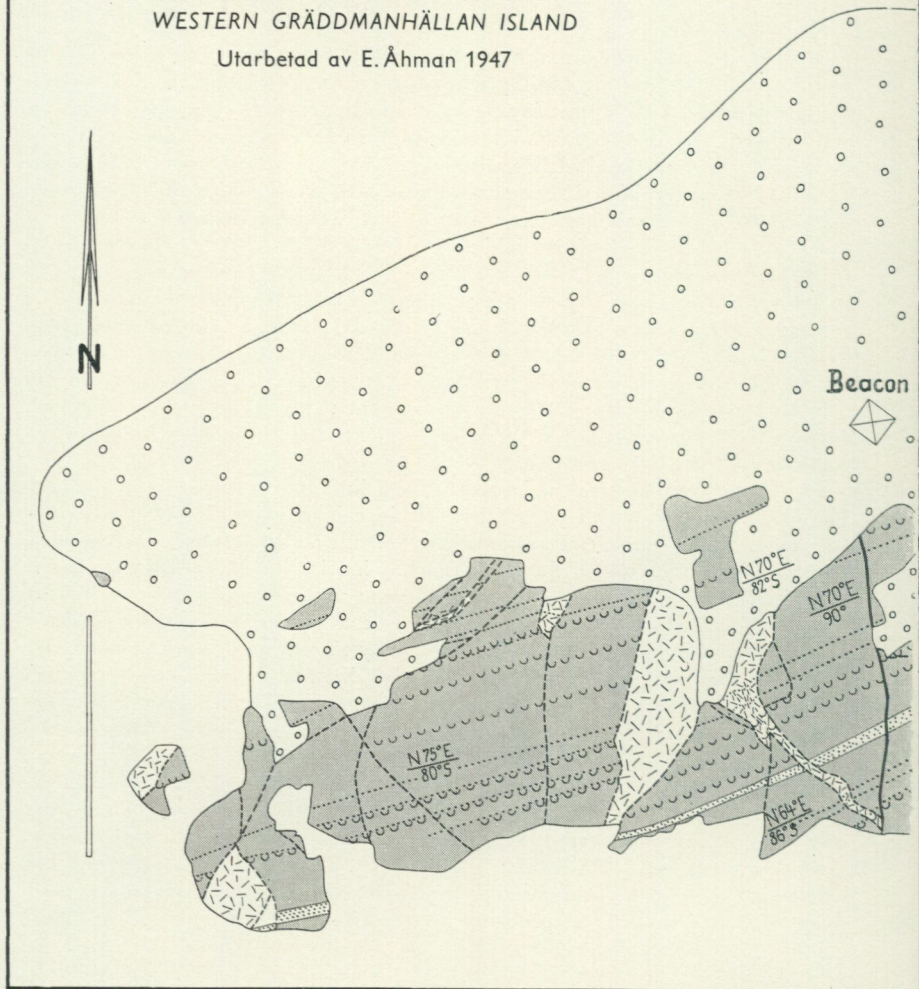 WESTERN GRÄDDMANHÄLLAN ISLAND
Utarbetad av E. Åhman 1947
N
Beacon
N70°E
82°S
N70°E
90°
N75°E
80°S
N64°E
86°S